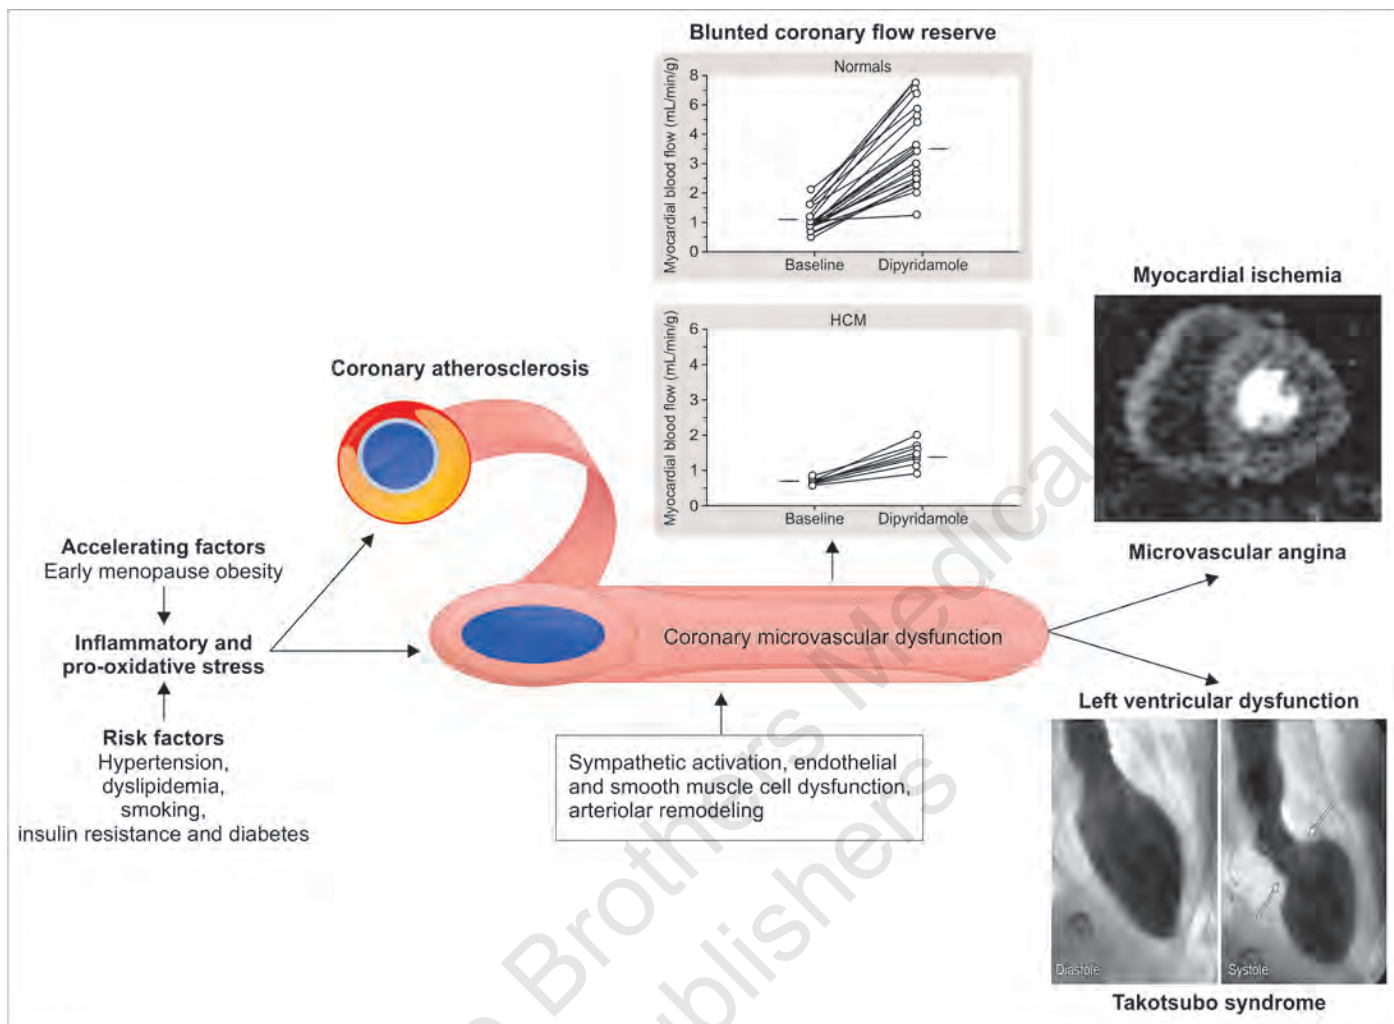 Blunted coronary flow reserve
Normals
Myocardial blood flow (mL/min/g)
8
6
4
3
2
1
0
Baseline
Dipyridamole
HCM
Myocardial blood flow (mL/min/g)
6
4
3
2
1
0
Baseline
Dipyridamole
Coronary atherosclerosis
Accelerating factors
Early menopause obesity
Inflammatory and
pro-oxidative stress
Risk factors
Hypertension,
dyslipidemia,
smoking,
insulin resistance and diabetes
Coronary microvascular dysfunction
Sympathetic activation, endothelial
and smooth muscle cell dysfunction,
arteriolar remodeling
Myocardial ischemia
Microvascular angina
Left ventricular dysfunction
Diastole
Systole
Takotsubo syndrome
Brothers Medical
Publishers